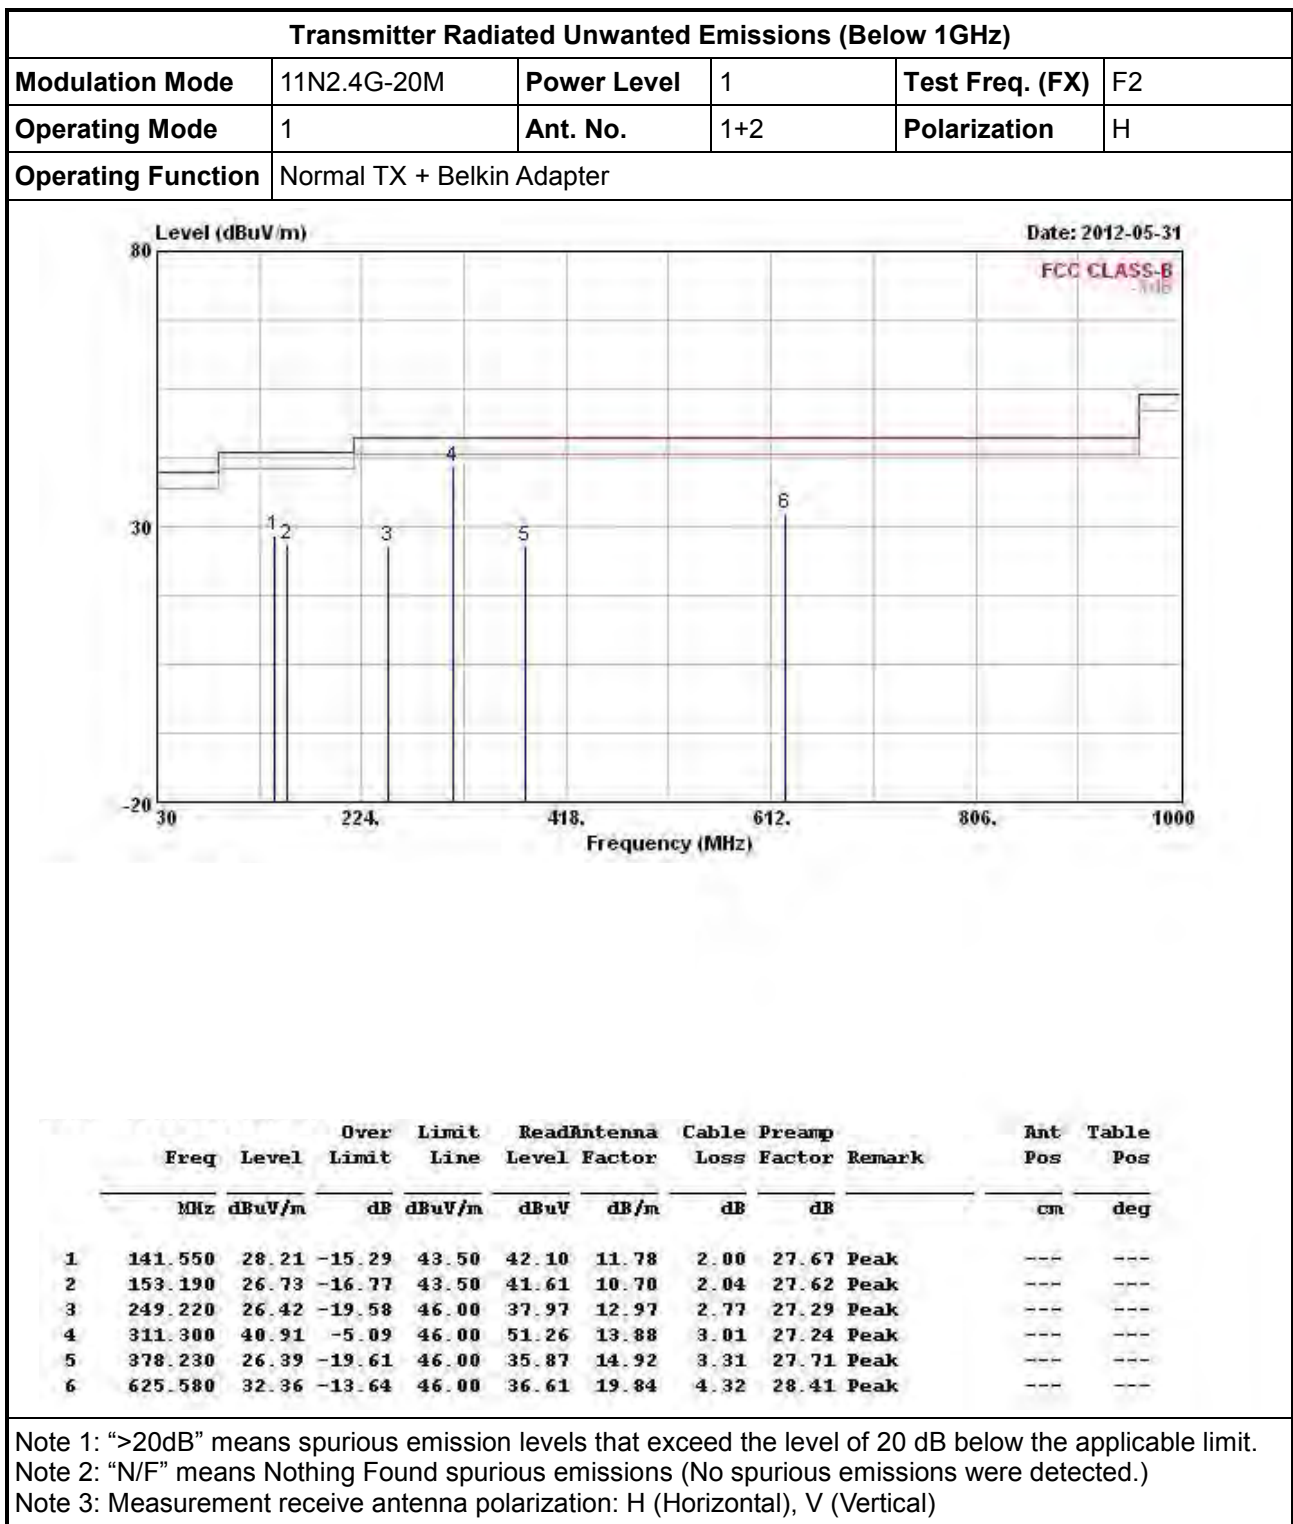 Transmitter Radiated Unwanted Emissions (Below 1GHz)
Modulation Mode 11N2.4G-20M Power Level 1 Test Freq. (FX) F2
Operating Mode 1 Ant. No. 1+2 Polarization H
Operating Function Normal TX + Belkin Adapter
Level (dBuV/m) Date: 2012-05-31
80
FCC CLASS-B
4
6
30 1 2 3 5
-20
30 224. 418. 612. 806. 1000
Frequency (MHz)
Over Limit ReadAntenna Cable Preamp Ant Table
Freq Level Limit Line Level Factor Loss Factor Remark Pos Pos
MHz dBuV/m dB dBuV/m dBuV dB/m dB dB cm deg
1 141.550 28.21 -15.29 43.50 42.10 11.78 2.00 27.67 Peak --- ---
2 153.190 26.73 -16.77 43.50 41.61 10.70 2.04 27.62 Peak --- ---
3 249.220 26.42 -19.58 46.00 37.97 12.97 2.77 27.29 Peak --- ---
4 311.300 40.91 -5.09 46.00 51.26 13.88 3.01 27.24 Peak --- ---
5 378.230 26.39 -19.61 46.00 35.87 14.92 3.31 27.71 Peak --- ---
6 625.580 32.36 -13.64 46.00 36.61 19.84 4.32 28.41 Peak --- ---
Note 1: “>20dB” means spurious emission levels that exceed the level of 20 dB below the applicable limit.
Note 2: “N/F” means Nothing Found spurious emissions (No spurious emissions were detected.)
Note 3: Measurement receive antenna polarization: H (Horizontal), V (Vertical)